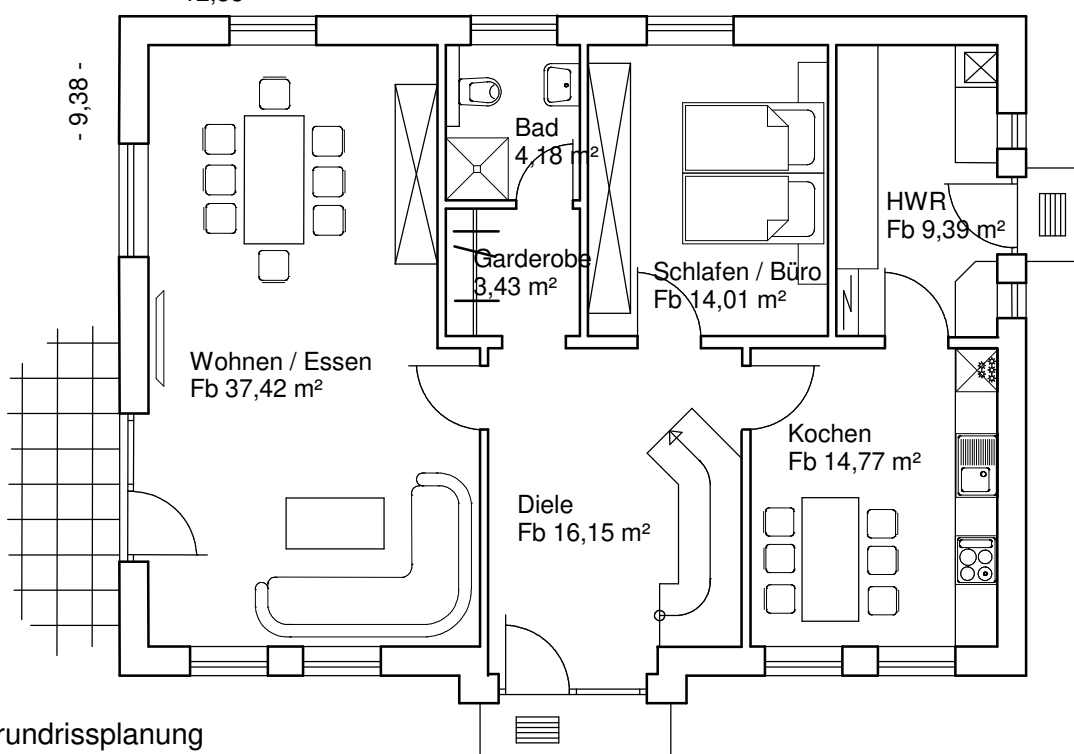 - 9,38 -
Bad
4,18 m²
HWR
Fb 9,39 m²
Garderobe
3,43 m²
Schlafen / Büro
Fb 14,01 m²
Wohnen / Essen
Fb 37,42 m²
Kochen
Fb 14,77 m²
Diele
Fb 16,15 m²
rundrissplanung